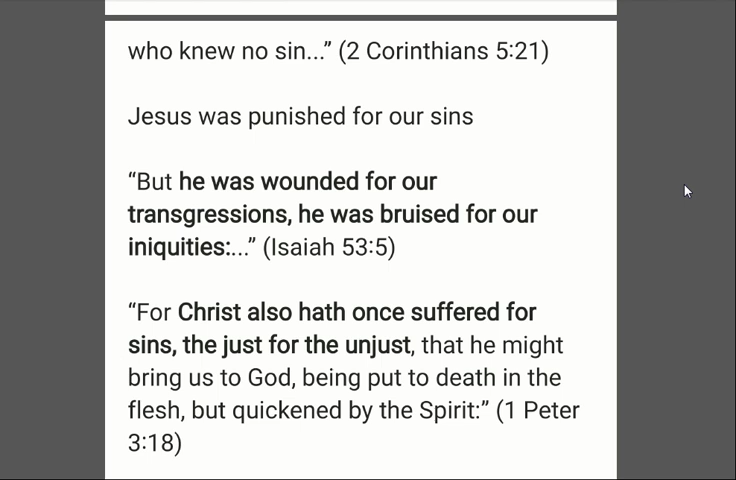 who knew no sin...” (2 Corinthians 5:21)
Jesus was punished for our sins
“But he was wounded for our
transgressions, he was bruised for our
iniquities:...” (Isaiah 53:5)
“For Christ also hath once suffered for
sins, the just for the unjust, that he might
bring us to God, being put to death in the
flesh, but quickened by the Spirit:” (1 Peter
3:18)